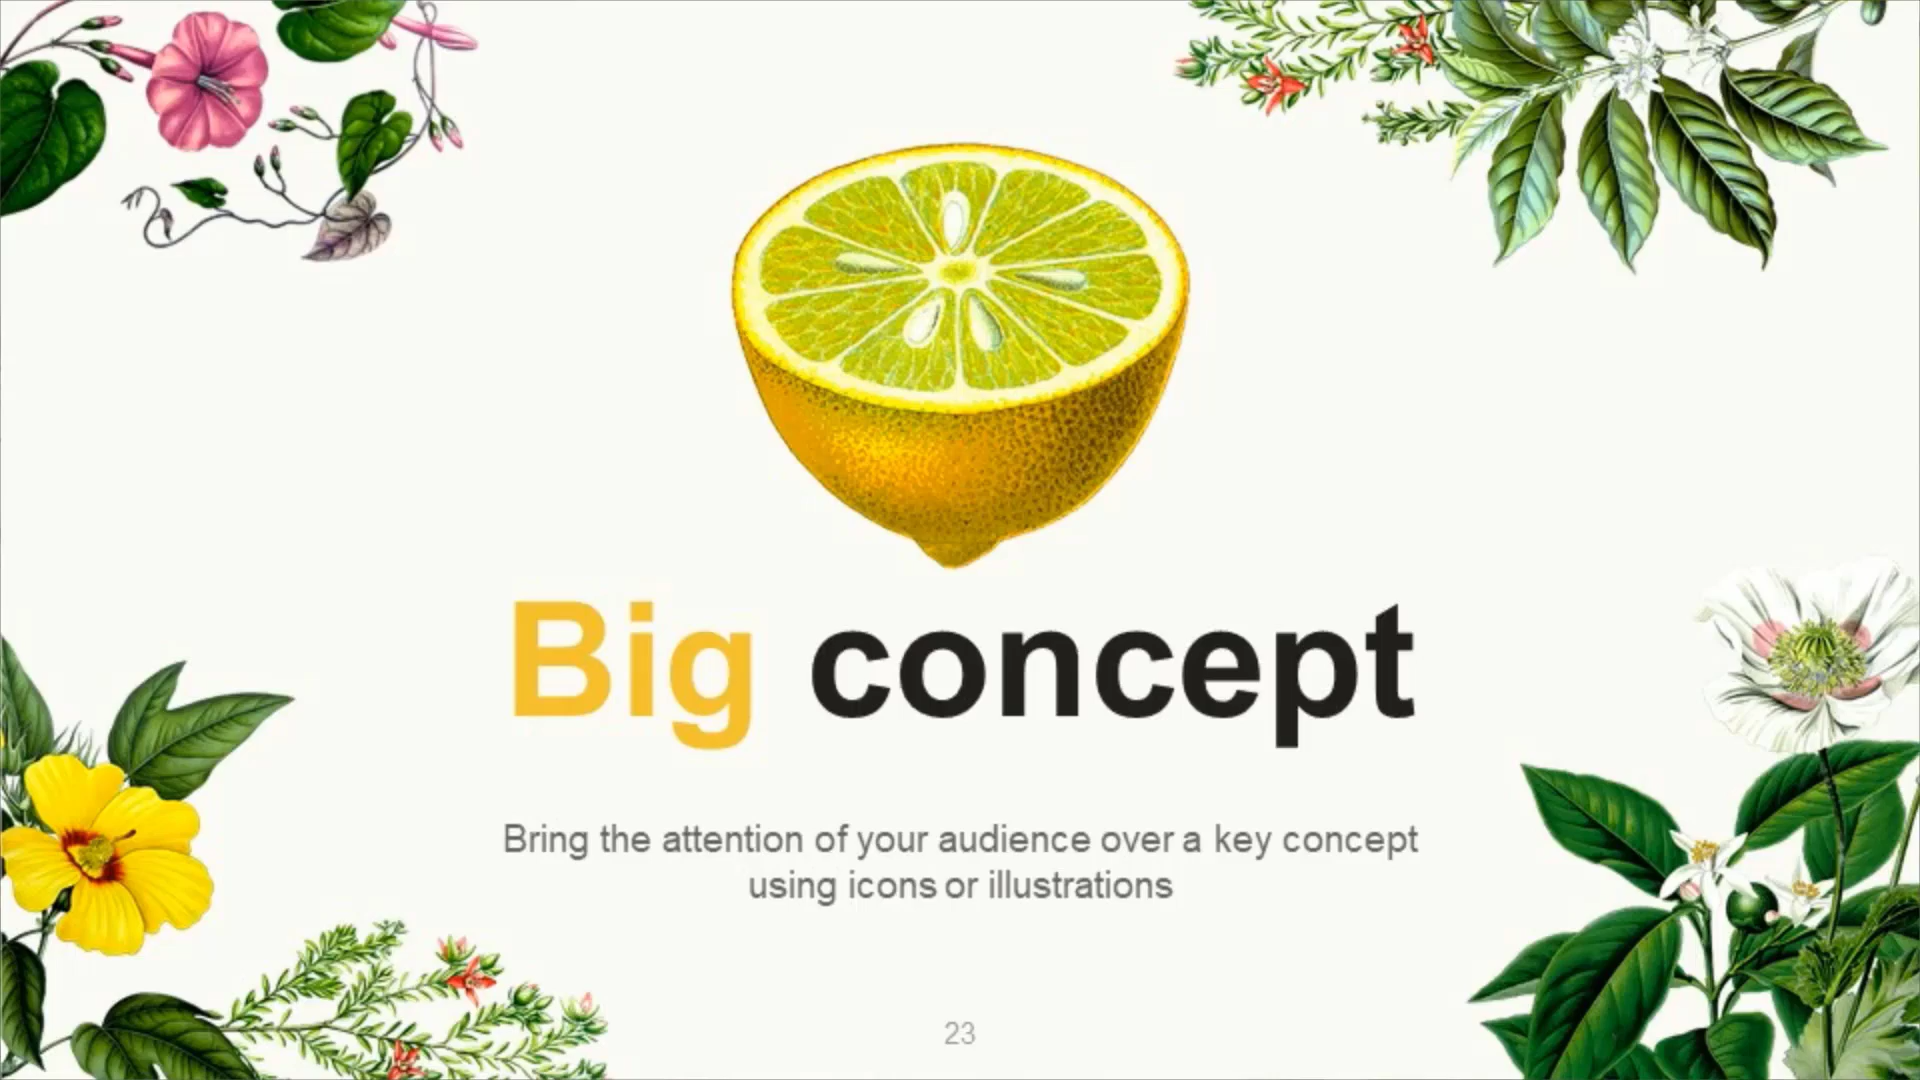 Big concept
Bring the attention of your audience over a key concept
using icons or illustrations
23